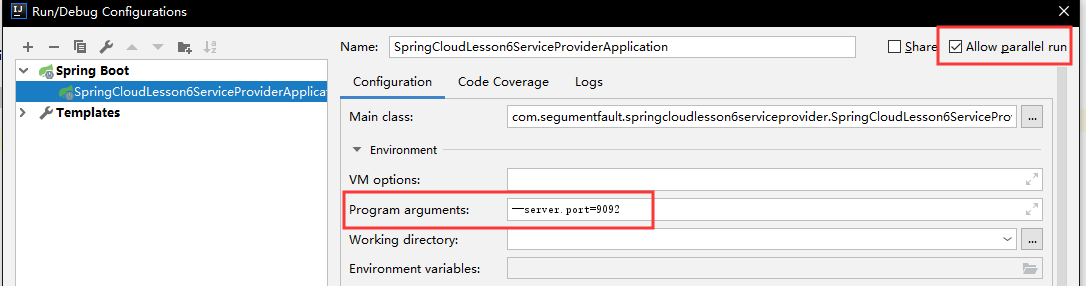 Run/Debug Configurations
Name: SpringCloudLesson6ServiceProviderApplication Share Allow parallel run
Spring Boot
SpringCloudLesson6ServiceProviderApplicat
Templates
Configuration Code Coverage Logs
Main class: com.segumentfault.springcloudlesson6serviceprovider.SpringCloudLesson6ServicePro ...
Environment
VM options:
Program arguments: —server.port=9092
Working directory: ...
Environment variables: